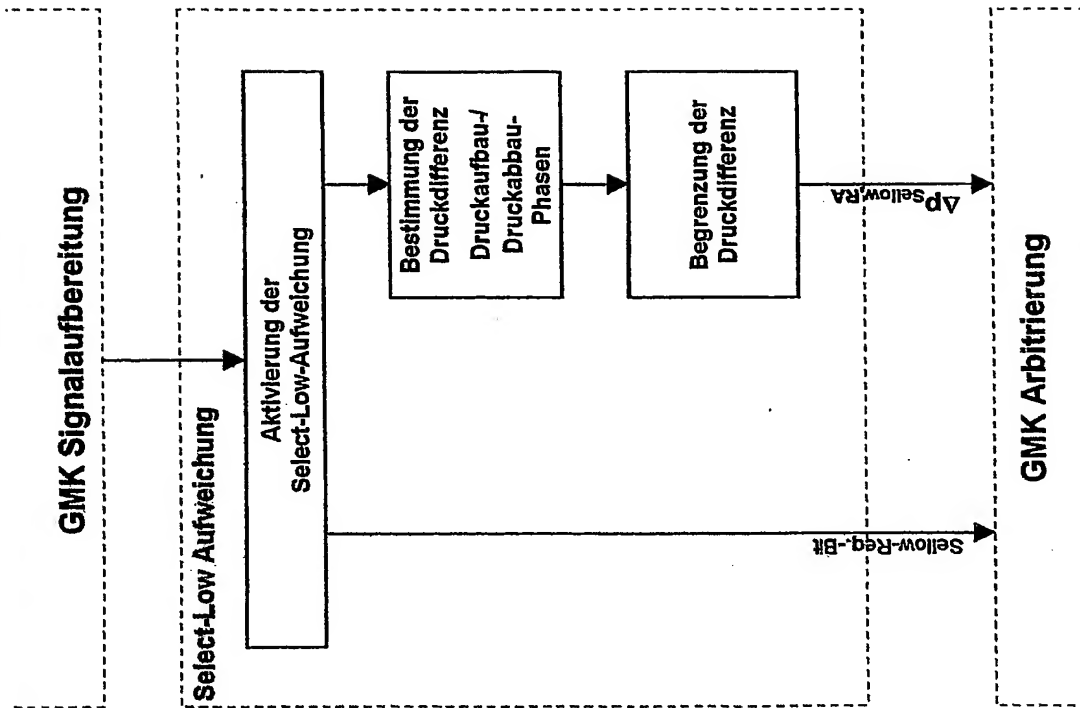 GMK Signalaufbereitung
Select-Low Aufweichung
Aktivierung der
Select-Low-Aufweichung
Bestimmung der
Druckdifferenz
Druckaufbau-/
Druckabbau-
Phasen
Begrenzung der
Druckdifferenz
Sellow-Req.-Bit
ΔpSellow,RA
GMK Arbitrierung